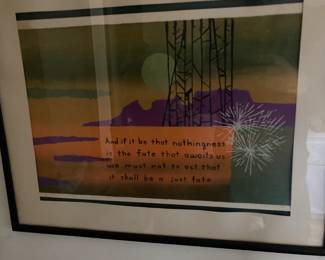 And if it be that nothingness
is the fate that awaits us
we must not so act that
it shall be a just fate